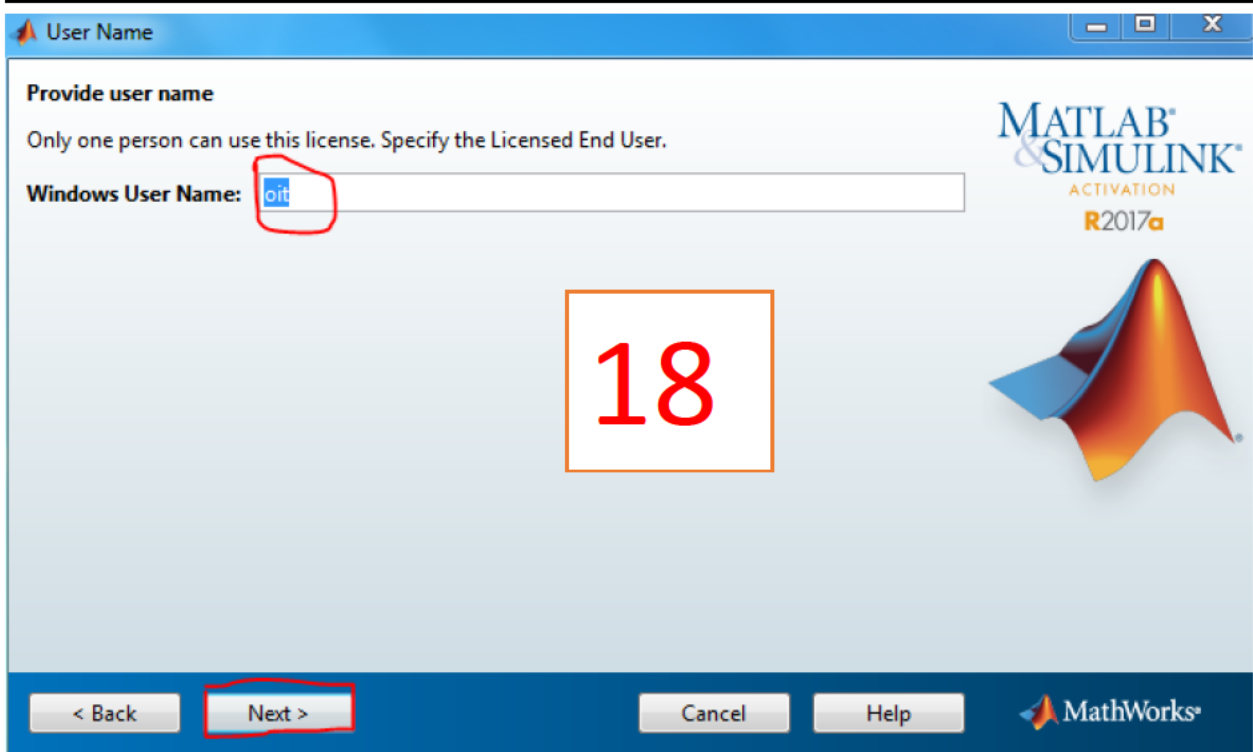 User Name
Provide user name
Only one person can use this license. Specify the Licensed End User.
Windows User Name: oit
MATLAB®
&SIMULINK®
ACTIVATION
R2017a
18
< Back Next > Cancel Help MathWorks®